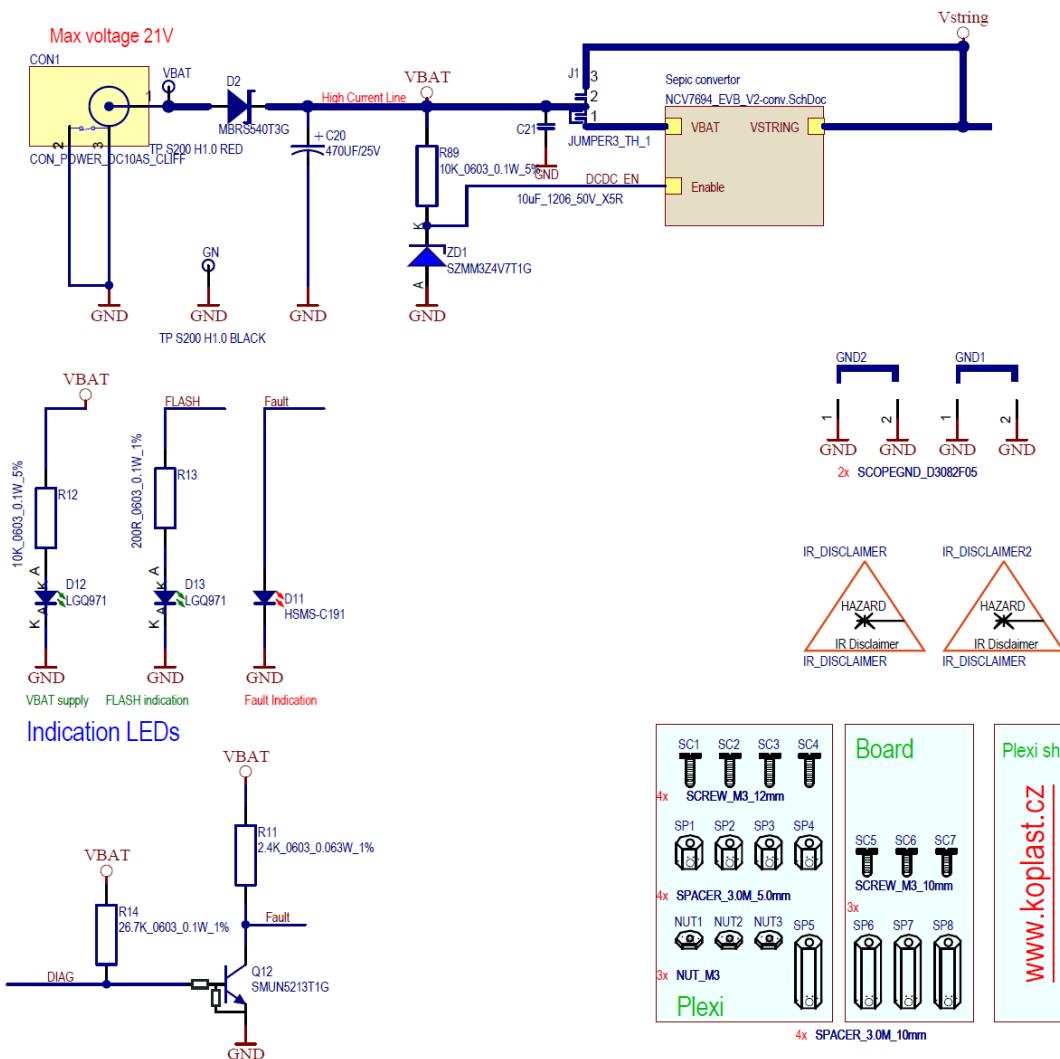 Max voltage 21V
Vstring
CON1
VBAT
D2
VBAT
J1
3
2
1
Sepic convertor
NCV7694_EVB_V2-conv.SchDoc
1
High Current Line
MBRS540T3G
C20
470UF/25V
C21
VBAT
VSTRING
2
3
TP S200 H1.0 RED
JUMPER3_TH_1
CON_POWER_DC10AS_CLIFF
R89
10K_0603_0.1W_5%
GND
DCDC_EN
Enable
10uF_1206_50V_X5R
K
GN
ZD1
SZMM3Z4V7T1G
A
GND
GND
GND
GND
TP S200 H1.0 BLACK
GND2
GND1
VBAT
FLASH
Fault
1
2
1
2
GND
GND
GND
GND
2x SCOPEGND_D3082F05
10K_0603_0.1W_5%
R12
200R_0603_0.1W_1%
R13
IR_DISCLAIMER
IR_DISCLAIMER2
A
K
A
K
D12
LGQ971
A
K
A
K
D13
LGQ971
D11
HSMS-C191
HAZARD
HAZARD
IR Disclaimer
IR Disclaimer
IR_DISCLAIMER
IR_DISCLAIMER
GND
GND
GND
VBAT supply
FLASH indication
Fault Indication
Indication LEDs
VBAT
SC1
SC2
SC3
SC4
Board
Plexi sh
4x SCREW_M3_12mm
R11
2.4K_0603_0.063W_1%
SP1
SP2
SP3
SP4
SC5
SC6
SC7
VBAT
SCREW_M3_10mm
4x SPACER_3.0M_5.0mm
3x
R14
26.7K_0603_0.1W_1%
Fault
NUT1
NUT2
NUT3
SP5
SP6
SP7
SP8
www.koplast.cz
DIAG
Q12
SMUN5213T1G
3x NUT_M3
Plexi
GND
4x SPACER_3.0M_10mm